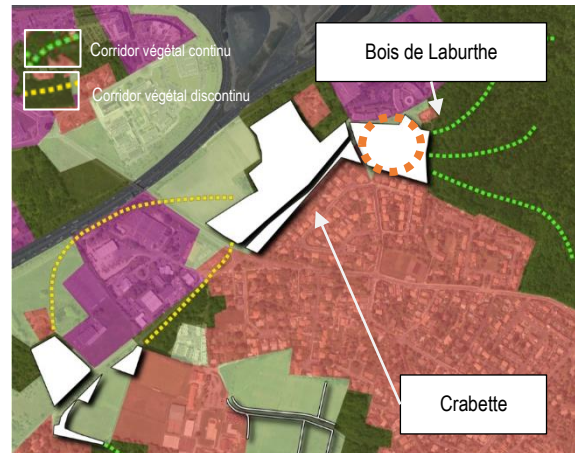 Corridor végétal continu
Corridor végétal discontinu
Bois de Laburthe
Crabette